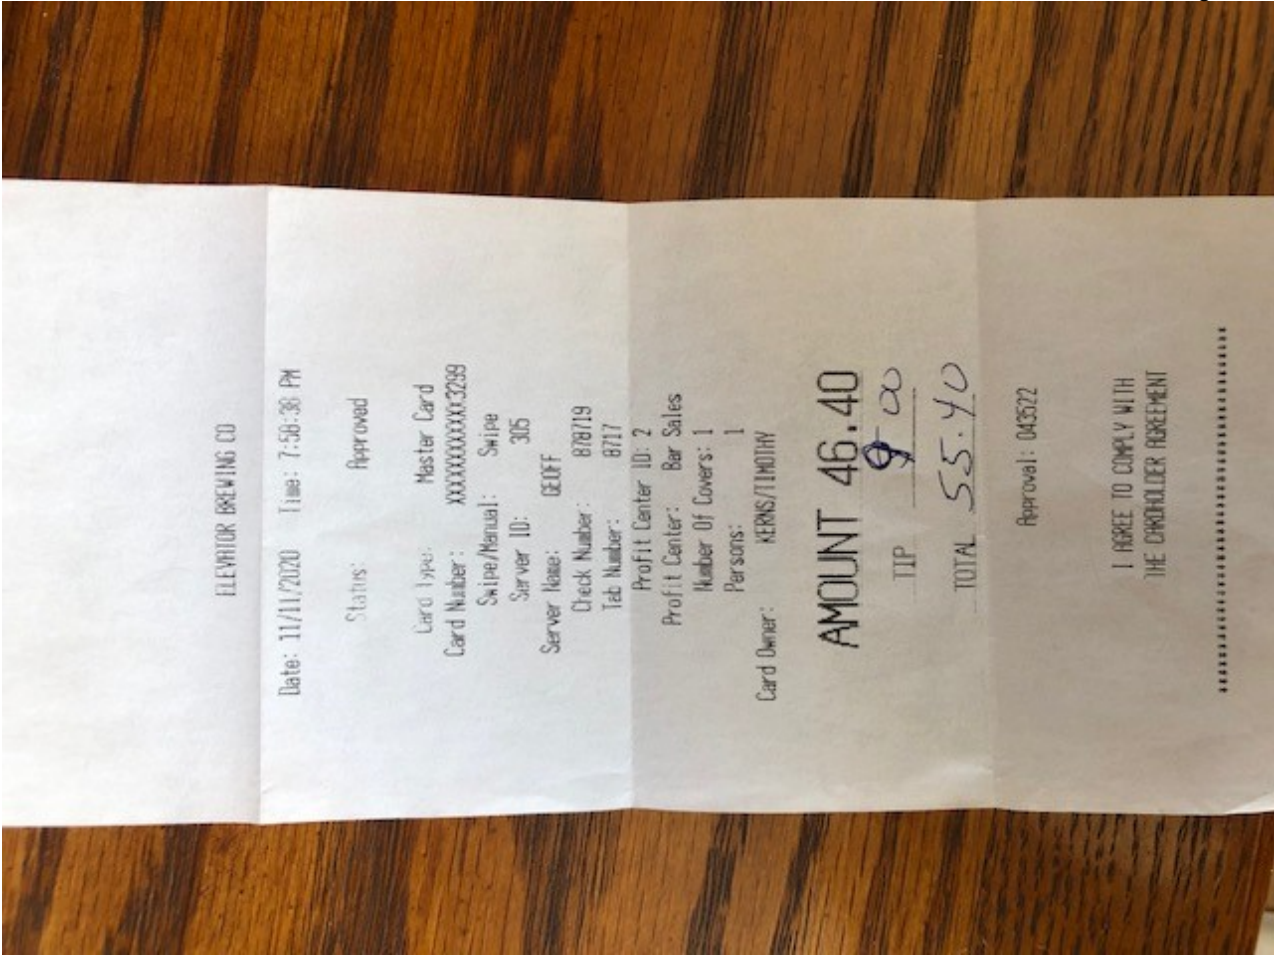 ELEVATOR BREWING CO
Date: 11/11/2020 Time: 7:58:38 PM
Status: Approved
Card Type: Master Card
Card Number: XXXXXXXXXXXX3299
Swipe/Manual: Swipe
Server ID: 305
Server Name: GEOFF
Check Number: 878719
Tab Number: 8717
Profit Center ID: 2
Profit Center: Bar Sales
Number Of Covers: 1
Persons: 1
Card Owner: KERNS/TIMOTHY
AMOUNT 46.40
TIP 9 00
TOTAL 55.40
Approval: 043522
I AGREE TO COMPLY WITH
THE CARDHOLDER AGREEMENT